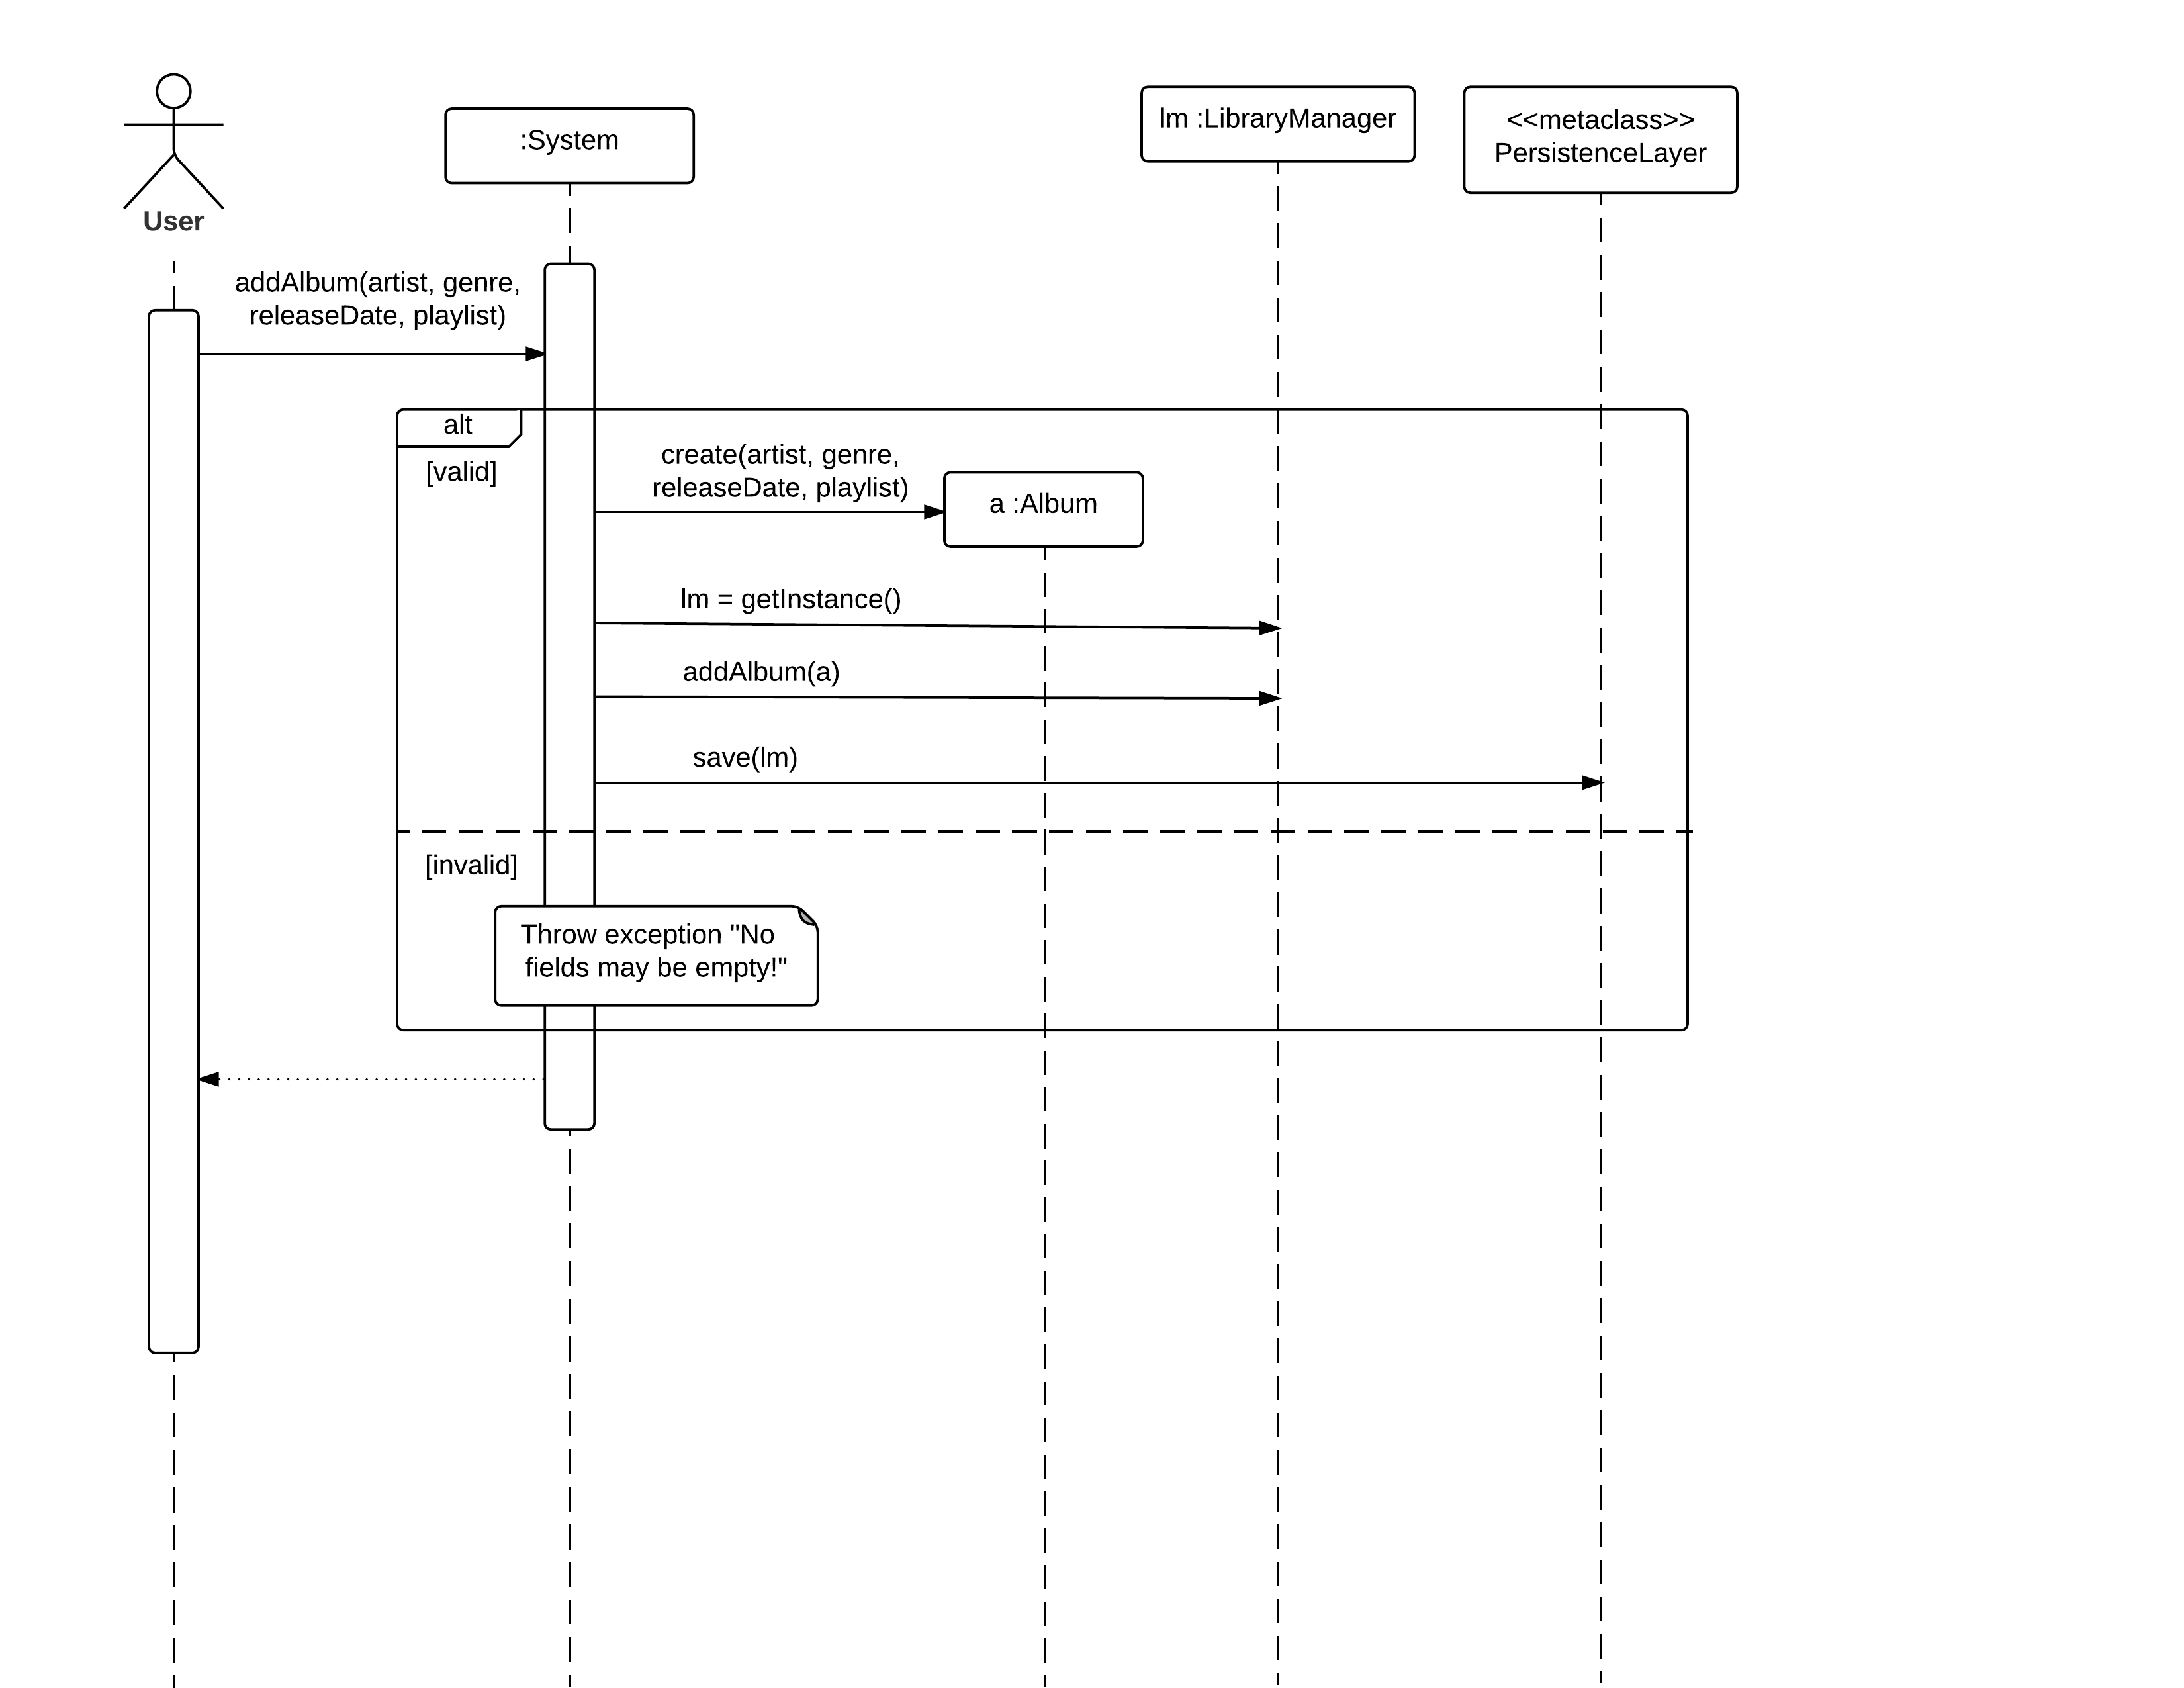 User
:System
lm :LibraryManager
<<metaclass>>
PersistenceLayer
addAlbum(artist, genre,
releaseDate, playlist)
alt
[valid]
create(artist, genre,
releaseDate, playlist)
a :Album
lm = getInstance()
addAlbum(a)
save(lm)
[invalid]
Throw exception "No
fields may be empty!"